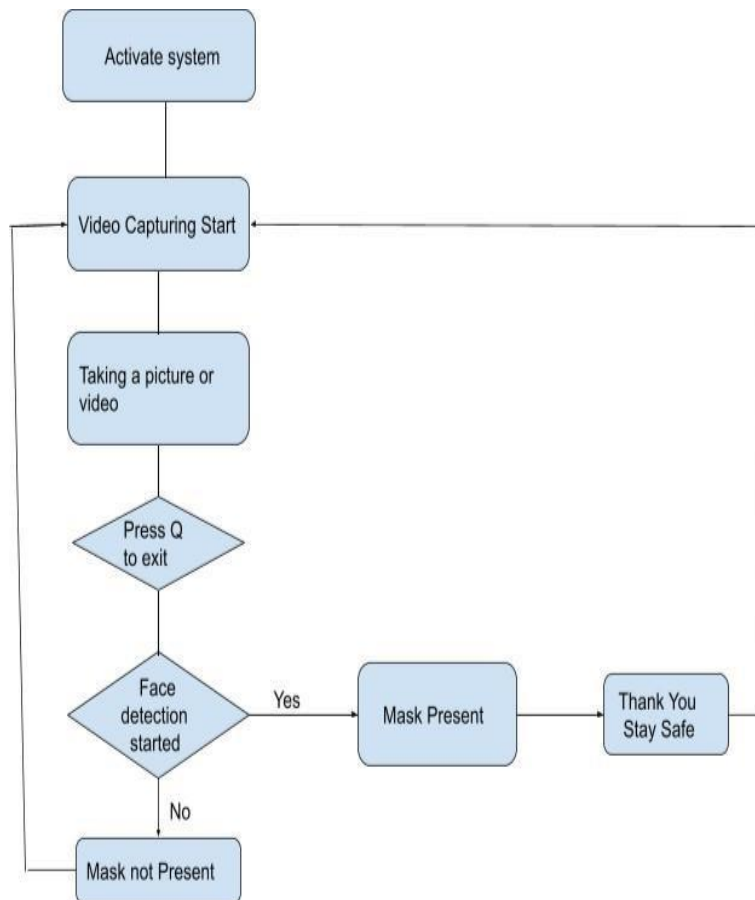 Activate system
Video Capturing Start
Taking a picture or
video
Press Q
to exit
Face
detection
started
Yes
Mask Present
Thank You
Stay Safe
No
Mask not Present